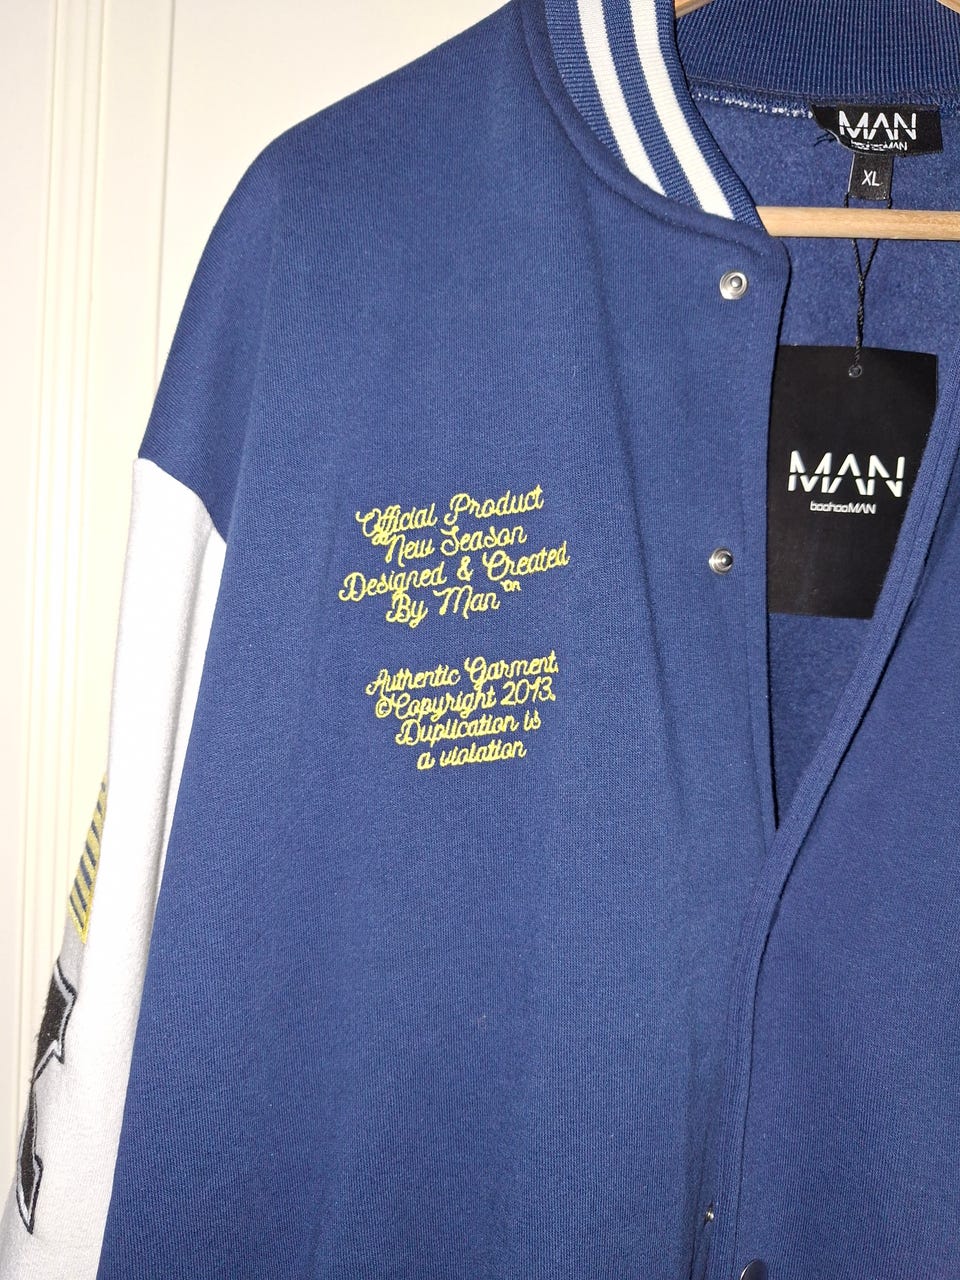 MAN
boohooMAN
XL
MAN
boohooMAN
Official Product
New Season
Designed & Created
By Man
Authentic Garment.
©Copyright 2013.
Duplication is
a violation